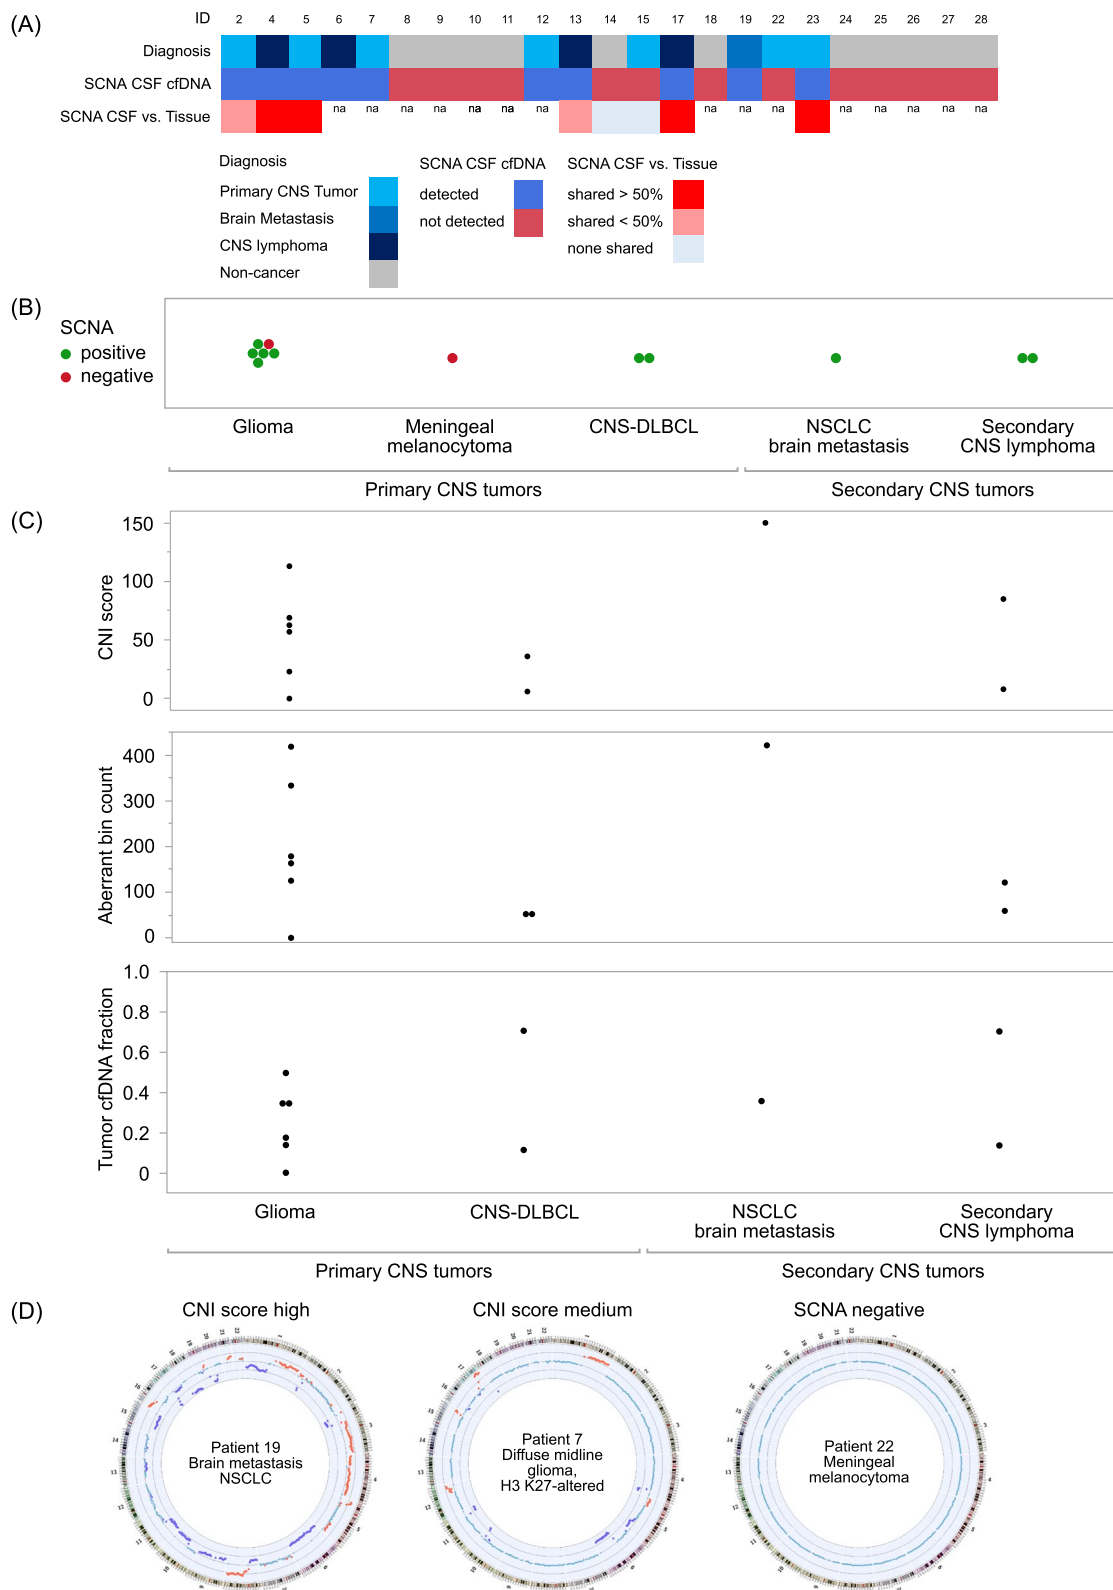 (A)
ID 2 4 5 6 7 8 9 10 11 12 13 14 15 17 18 19 22 23 24 25 26 27 28
Diagnosis
SCNA CSF cfDNA
SCNA CSF vs. Tissue na na na na na na na na na na na na na na na
Diagnosis
Primary CNS Tumor
Brain Metastasis
CNS lymphoma
Non-cancer
SCNA CSF cfDNA
detected
not detected
SCNA CSF vs. Tissue
shared > 50%
shared < 50%
none shared
(B)
SCNA
positive
negative
Glioma
Meningeal
melanocytoma
CNS-DLBCL
NSCLC
brain metastasis
Secondary
CNS lymphoma
Primary CNS tumors
Secondary CNS tumors
(C)
CNI score
150
100
50
0
Aberrant bin count
400
300
200
100
0
Tumor cfDNA fraction
1.0
0.8
0.6
0.4
0.2
0
Glioma
CNS-DLBCL
NSCLC
brain metastasis
Secondary
CNS lymphoma
Primary CNS tumors
Secondary CNS tumors
(D)
CNI score high
Patient 19
Brain metastasis
NSCLC
CNI score medium
Patient 7
Diffuse midline
glioma,
H3 K27-altered
SCNA negative
Patient 22
Meningeal
melanocytoma